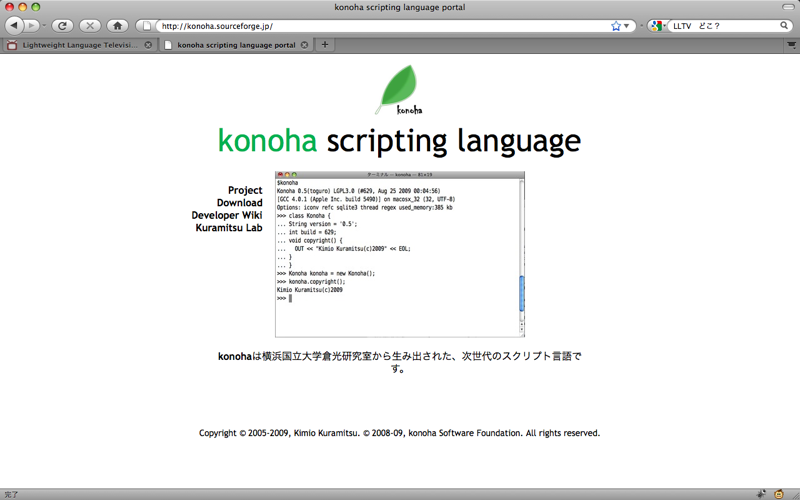 konoha scripting language portal
http://konoha.sourceforge.jp/
LLTV どこ?
Lightweight Language Televisi...
konoha scripting language portal
konoha
konoha scripting language
Project
Download
Developer Wiki
Kuramitsu Lab
ターミナル — konoha — 81×19
$konoha
Konoha 0.5(toguro) LGPL3.0 (#629, Aug 25 2009 00:04:56)
[GCC 4.0.1 (Apple Inc. build 5490)] on macosx_32 (32, UTF-8)
Options: iconv refc sqlite3 thread regex used_memory:385 kb
>>> class Konoha {
... String version = '0.5';
... int build = 629;
... void copyright() {
...   OUT << "Kimio Kuramitsu(c)2009" << EOL;
... }
... }
>>> Konoha konoha = new Konoha();
>>> konoha.copyright();
Kimio Kuramitsu(c)2009
>>>
konohaは横浜国立大学倉光研究室から生み出された、次世代のスクリプト言語で
す。
Copyright © 2005-2009, Kimio Kuramitsu. © 2008-09, konoha Software Foundation. All rights reserved.
完了